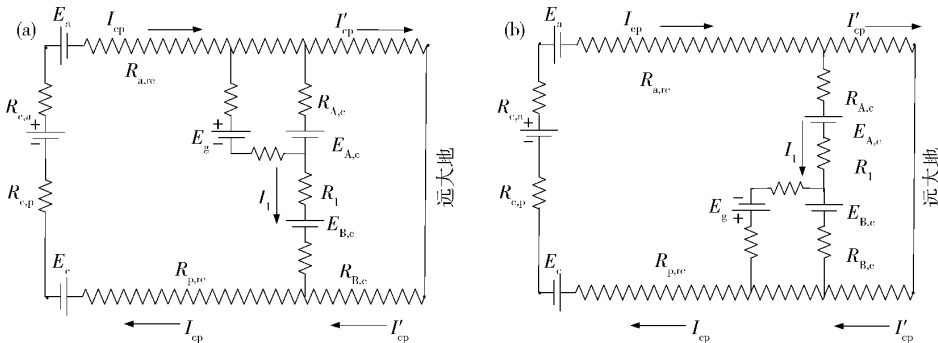 (a)
E_a
I_cp
I'_cp
R_a,re
R_c,a
+
-
R_c,p
E_g
+
-
R_A,c
E_A,c
I_1
R_1
E_B,c
R_B,c
远大地
E_c
R_p,re
I_cp
I'_cp
(b)
E_a
I_cp
I'_cp
R_a,re
R_c,a
+
-
R_c,p
R_A,c
E_A,c
I_1
R_1
E_g
-
+
E_B,c
R_B,c
远大地
E_c
R_p,re
I_cp
I'_cp